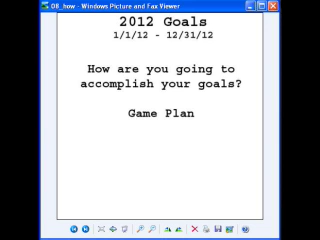 08_how - Windows Picture and Fax Viewer
2012 Goals
1/1/12 - 12/31/12
How are you going to
accomplish your goals?
Game Plan